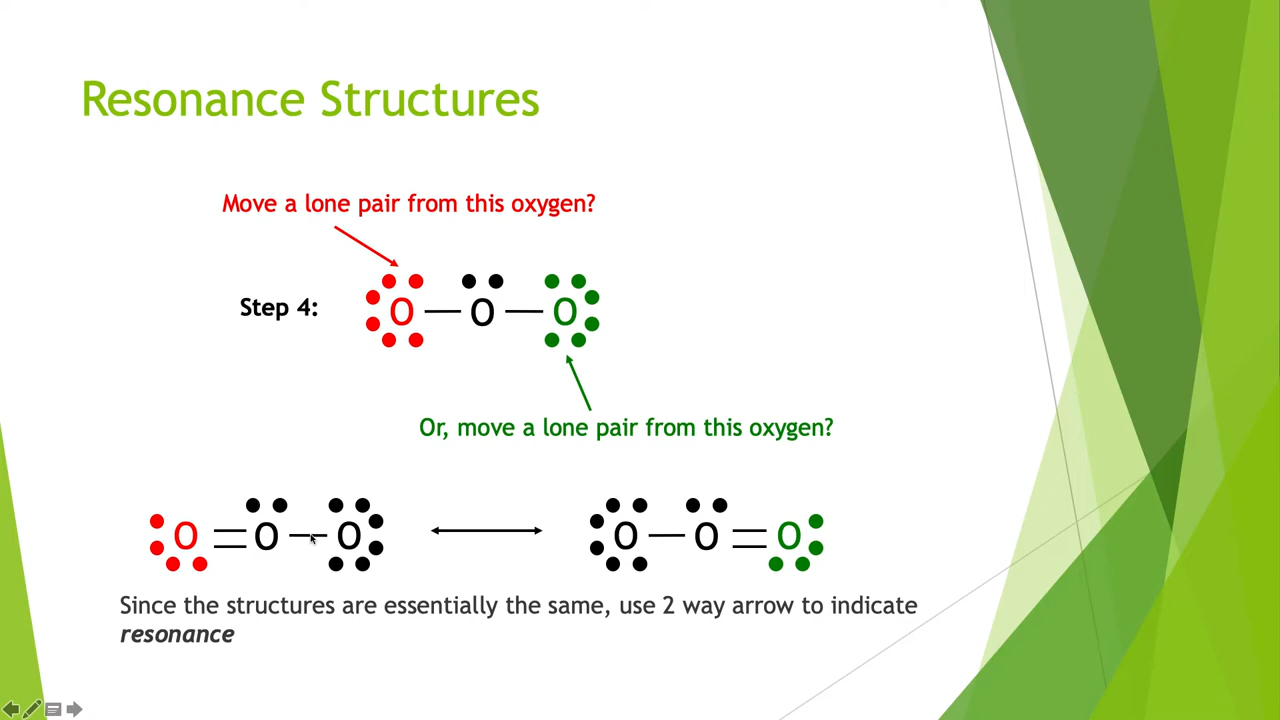 Resonance Structures
Move a lone pair from this oxygen?
Step 4: O — O — O
Or, move a lone pair from this oxygen?
O = O — O ⟷ O — O = O
Since the structures are essentially the same, use 2 way arrow to indicate
resonance